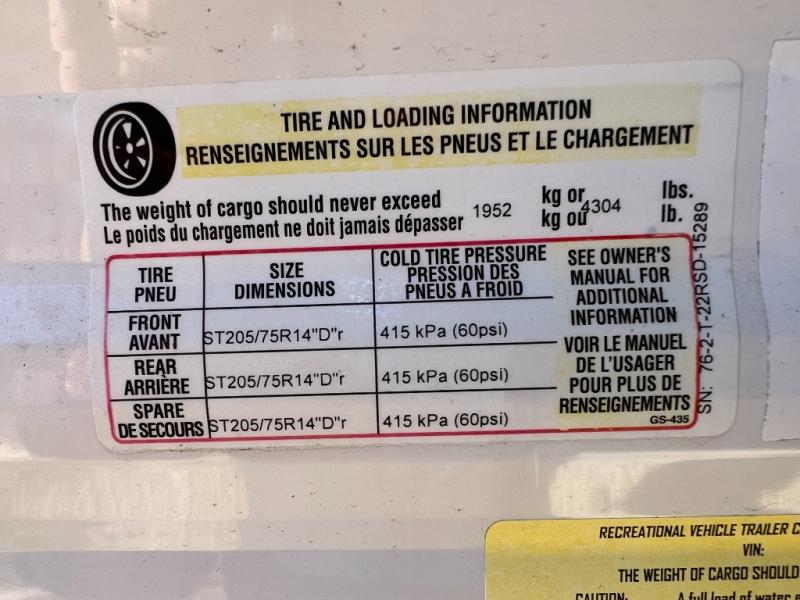 TIRE AND LOADING INFORMATION
RENSEIGNEMENTS SUR LES PNEUS ET LE CHARGEMENT
The weight of cargo should never exceed 1952 kg or 4304 lbs.
Le poids du chargement ne doit jamais dépasser kg ou lb.
TIRE
PNEU
SIZE
DIMENSIONS
COLD TIRE PRESSURE
PRESSION DES
PNEUS A FROID
FRONT
AVANT
ST205/75R14"D"r
415 kPa (60psi)
REAR
ARRIÈRE
ST205/75R14"D"r
415 kPa (60psi)
SPARE
DE SECOURS
ST205/75R14"D"r
415 kPa (60psi)
SEE OWNER'S
MANUAL FOR
ADDITIONAL
INFORMATION
VOIR LE MANUEL
DE L'USAGER
POUR PLUS DE
RENSEIGNEMENTS
GS-435
SN: 76-2-T-22RSD-15289
RECREATIONAL VEHICLE TRAILER C
VIN:
THE WEIGHT OF CARGO SHOULD
CAUTION: A full load of water